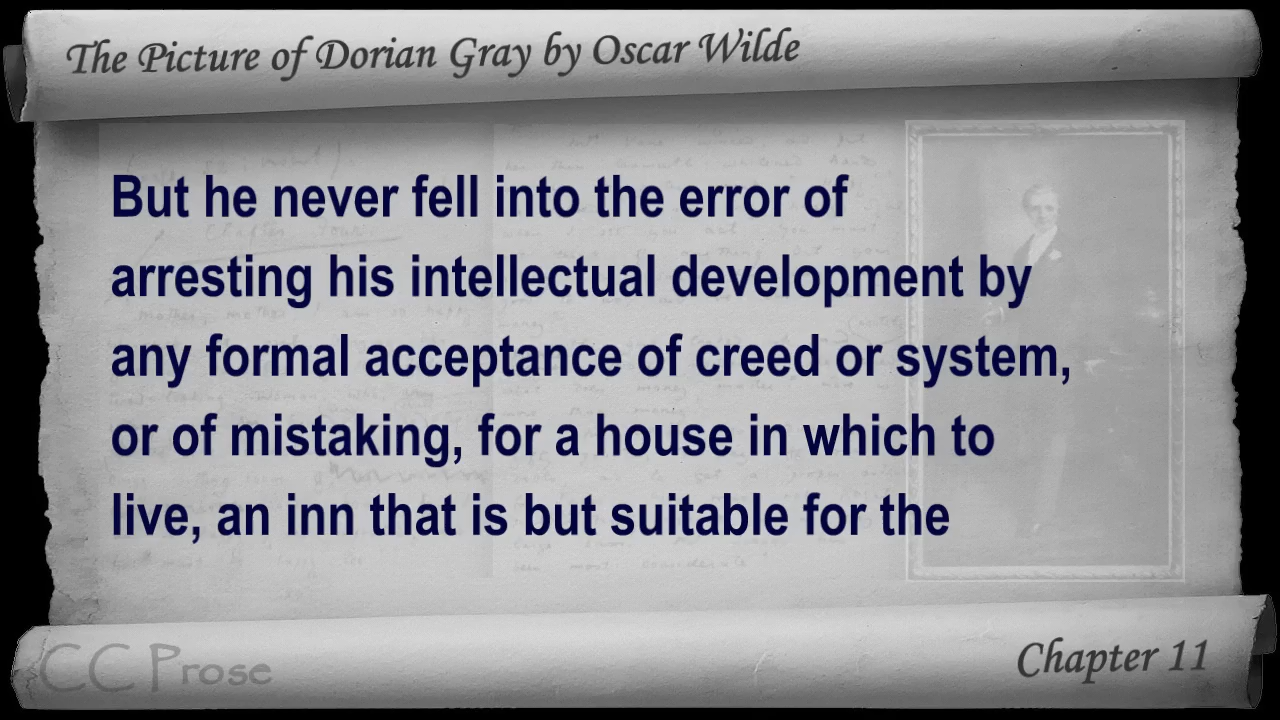 The Picture of Dorian Gray by Oscar Wilde
But he never fell into the error of
arresting his intellectual development by
any formal acceptance of creed or system,
or of mistaking, for a house in which to
live, an inn that is but suitable for the
CC Prose
Chapter 11